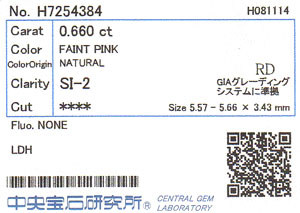 No. H7254384 H081114
Carat 0.660 ct
Color FAINT PINK
ColorOrigin NATURAL
RD
Clarity SI-2
GIAグレーディング
システムに準拠
Cut ****
Size 5.57 - 5.66 × 3.43 mm
Fluo. NONE
LDH
中央宝石研究所® CENTRAL GEM
LABORATORY